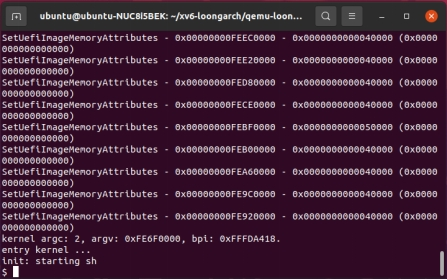 ubuntu@ubuntu-NUC8i5BEK: ~/xv6-loongarch/qemu-loon...
SetUefiImageMemoryAttributes - 0x00000000FEEC0000 - 0x0000000000040000 (0x0000
000000000000)
SetUefiImageMemoryAttributes - 0x00000000FEE20000 - 0x0000000000040000 (0x0000
000000000000)
SetUefiImageMemoryAttributes - 0x00000000FED80000 - 0x0000000000040000 (0x0000
000000000000)
SetUefiImageMemoryAttributes - 0x00000000FECE0000 - 0x0000000000040000 (0x0000
000000000000)
SetUefiImageMemoryAttributes - 0x00000000FEBF0000 - 0x0000000000050000 (0x0000
000000000000)
SetUefiImageMemoryAttributes - 0x00000000FEB00000 - 0x0000000000040000 (0x0000
000000000000)
SetUefiImageMemoryAttributes - 0x00000000FEA60000 - 0x0000000000040000 (0x0000
000000000000)
SetUefiImageMemoryAttributes - 0x00000000FE9C0000 - 0x0000000000040000 (0x0000
000000000000)
SetUefiImageMemoryAttributes - 0x00000000FE920000 - 0x0000000000040000 (0x0000
000000000000)
kernel argc: 2, argv: 0xFE6F0000, bpi: 0xFFFDA418.
entry kernel ...
init: starting sh
$